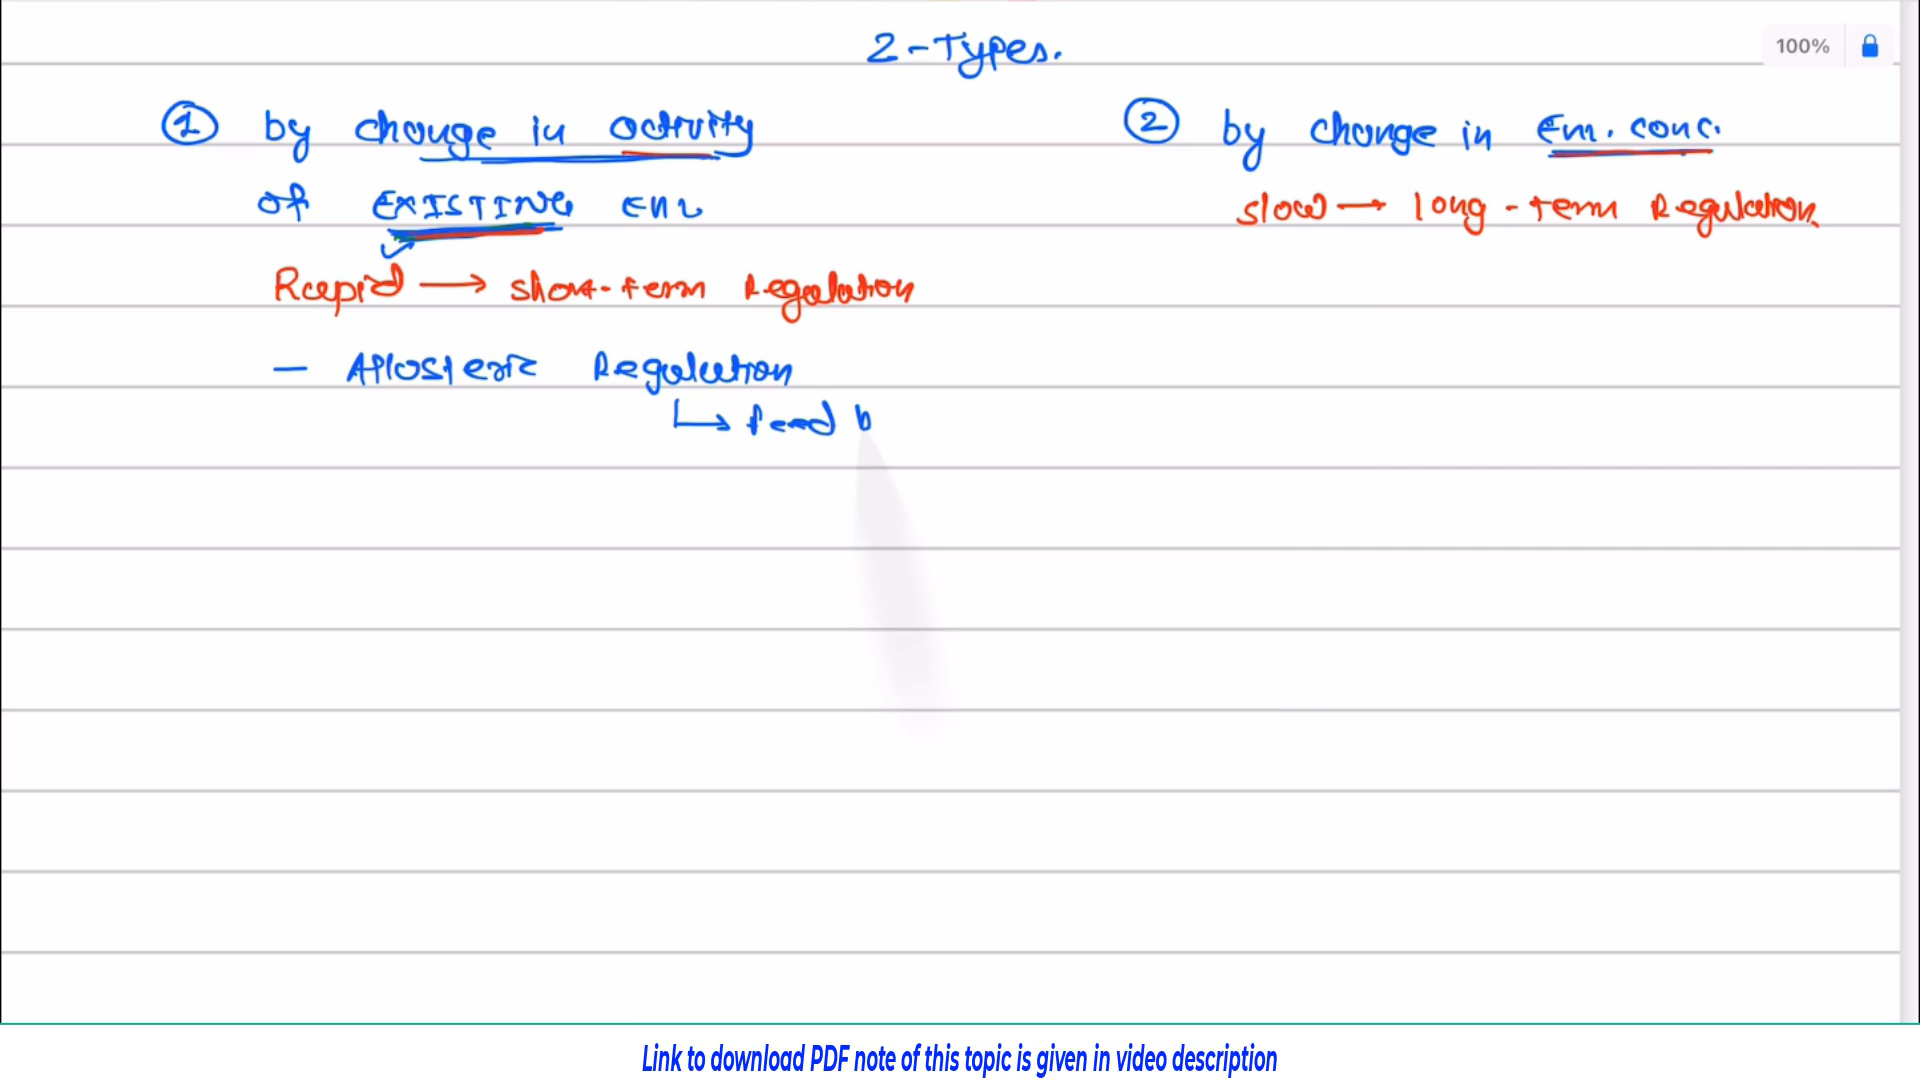 2-Types.
100%
① by change in activity
of EXISTING Enz
Rapid → short-term Regulation
- Allosteric Regulation
↳ feed b
② by change in Enz. conc.
slow → long-term Regulation
Link to download PDF note of this topic is given in video description